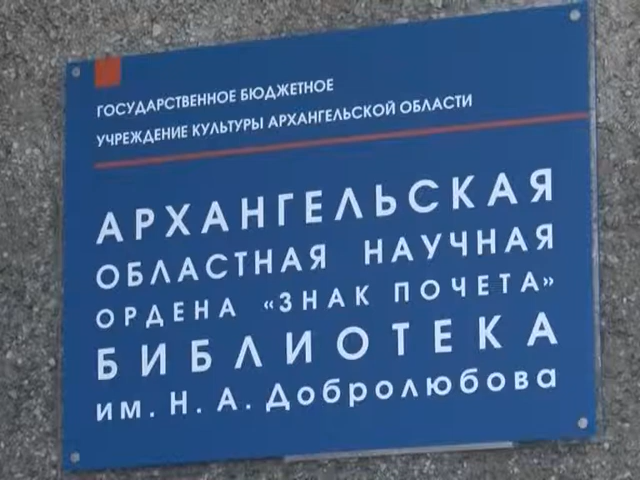 ГОСУДАРСТВЕННОЕ БЮДЖЕТНОЕ
УЧРЕЖДЕНИЕ КУЛЬТУРЫ АРХАНГЕЛЬСКОЙ ОБЛАСТИ
АРХАНГЕЛЬСКАЯ
ОБЛАСТНАЯ НАУЧНАЯ
ОРДЕНА «ЗНАК ПОЧЕТА»
БИБЛИОТЕКА
им. Н. А. Добролюбова